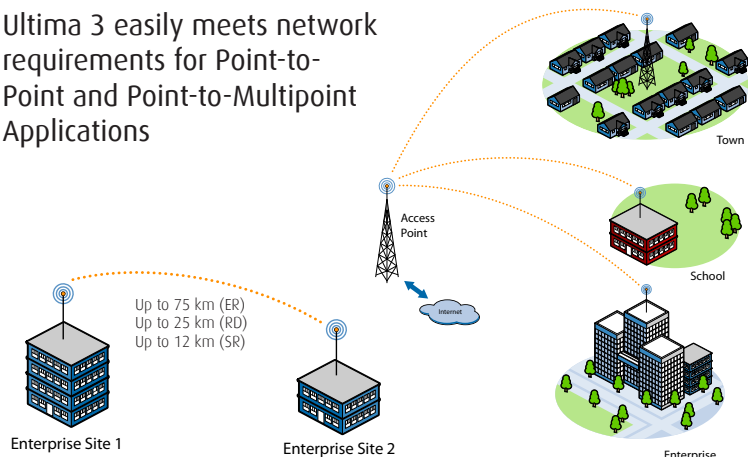 Ultima 3 easily meets network
requirements for Point-to-
Point and Point-to-Multipoint
Applications
Town
Access
Point
School
Internet
Up to 75 km (ER)
Up to 25 km (RD)
Up to 12 km (SR)
Enterprise Site 1
Enterprise Site 2
Enterprise